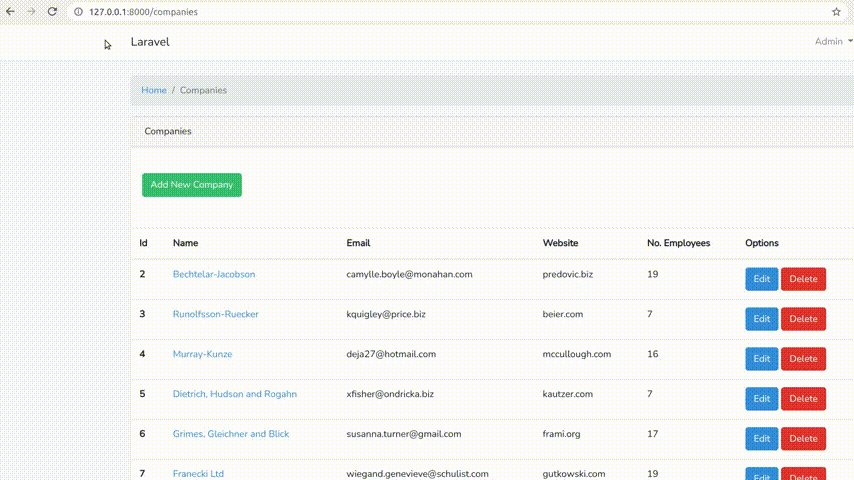 127.0.0.1:8000/companies
Laravel Admin
Home / Companies
Companies
Add New Company
Id Name Email Website No. Employees Options
2 Bechtelar-Jacobson camylle.boyle@monahan.com predovic.biz 19 Edit Delete
3 Runolfsson-Ruecker kquigley@price.biz beier.com 7 Edit Delete
4 Murray-Kunze deja27@hotmail.com mccullough.com 16 Edit Delete
5 Dietrich, Hudson and Rogahn xfisher@ondricka.biz kautzer.com 7 Edit Delete
6 Grimes, Gleichner and Blick susanna.turner@gmail.com frami.org 17 Edit Delete
7 Franecki Ltd wiegand.genevieve@schulist.com gutkowski.com 19 Edit Delete